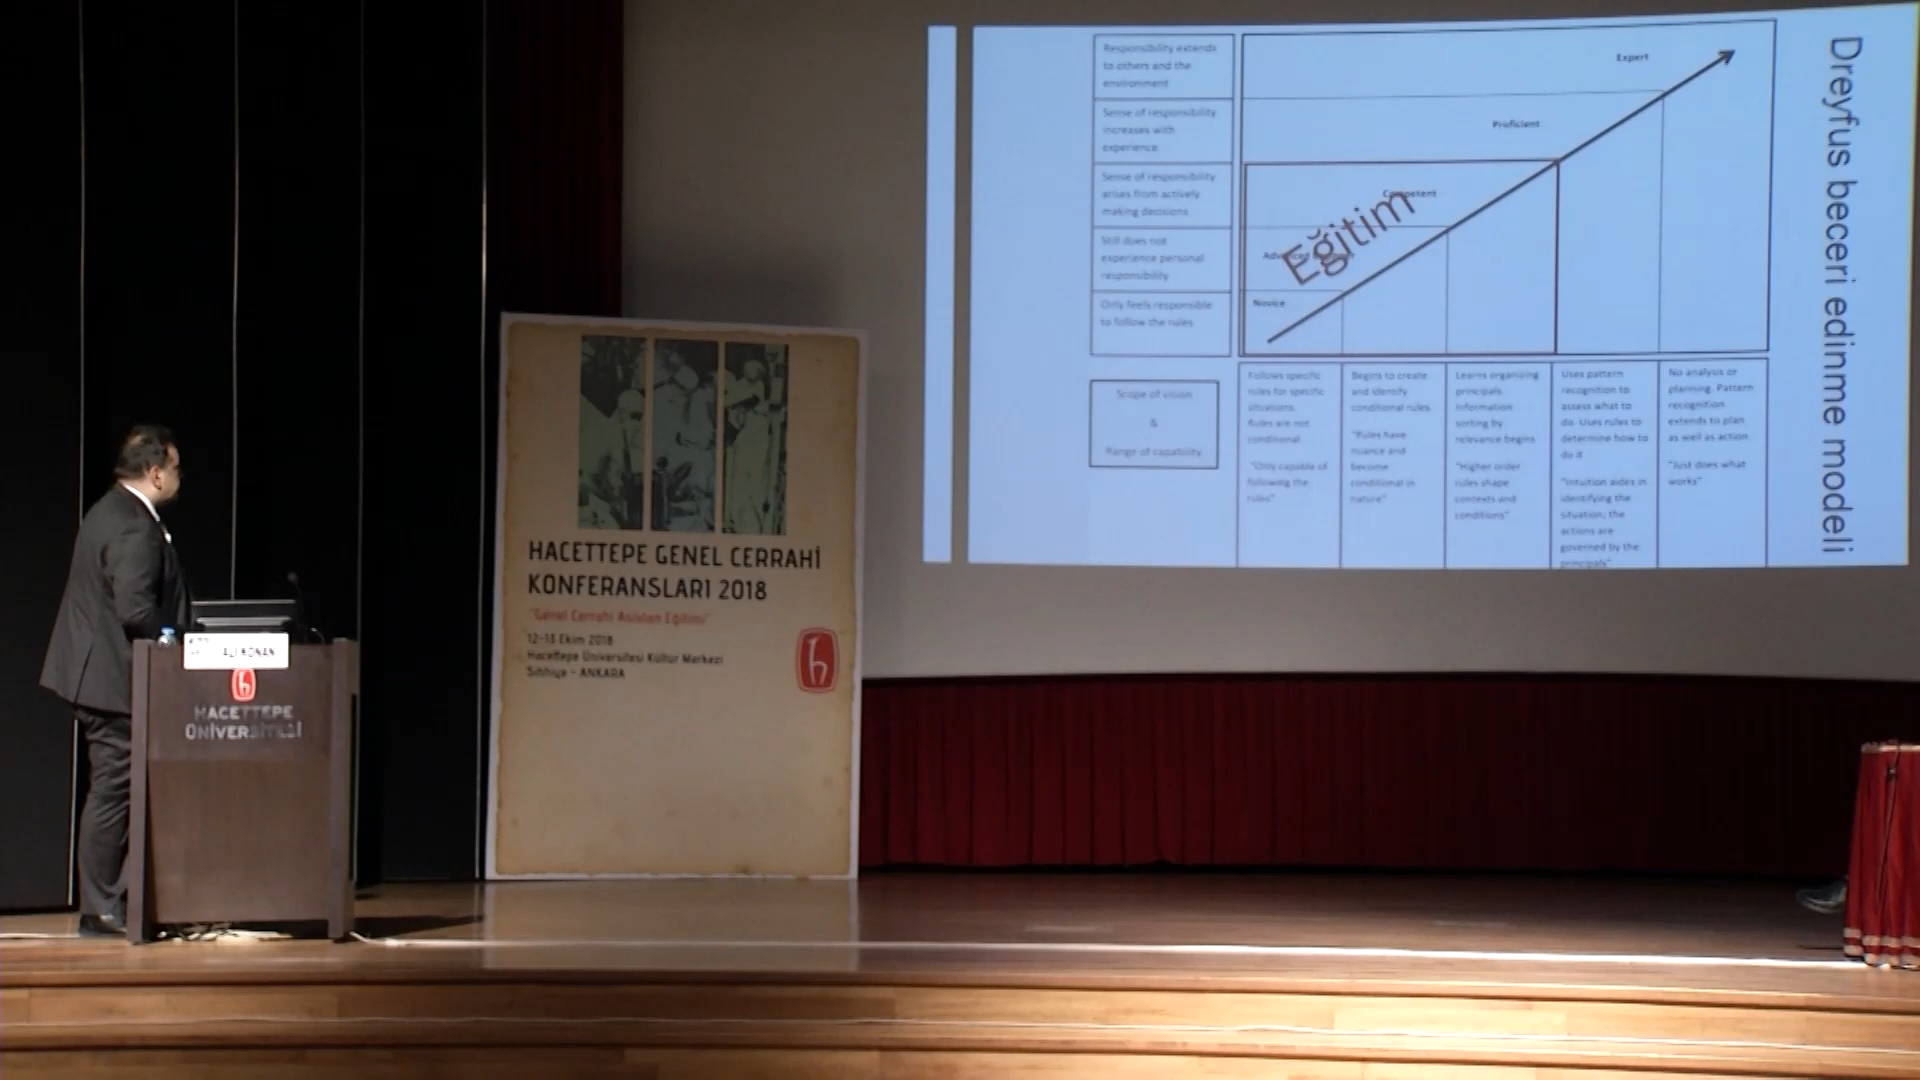 Dreyfus beceri edinme modeli
Responsibility extends
to others and the
environment
Sense of responsibility
increases with
experience
Sense of responsibility
arises from actively
making decisions
Still does not
experience personal
responsibility
Only feels responsible
to follow the rules
Expert
Proficient
Competent
Eğitim
Novice
Scope of vision
&
Range of capability
Follows specific
rules for specific
situations.
Rules are not
conditional
"Only capable of
following the
rules"
Begins to create
and identify
conditional rules
"Rules have
nuance and
become
conditional in
nature"
Learns organizing
principals.
Information
sorting by
relevance begins
"Higher order
rules shape
contexts and
conditions"
Uses pattern
recognition to
assess what to
do. Uses rules to
determine how to
do it
"Intuition aides in
identifying the
situation; the
actions are
governed by the
principals"
No analysis or
planning. Pattern
recognition
extends to plan
as well as action
"Just does what
works"
HACETTEPE GENEL CERRAHİ
KONFERANSLARI 2018
"Genel Cerrahi Asistan Eğitimi"
12-13 Ekim 2018
Hacettepe Üniversitesi Kültür Merkezi
Sıhhiye - ANKARA
ALİ KONAN
HACETTEPE
ÜNİVERSİTESİ